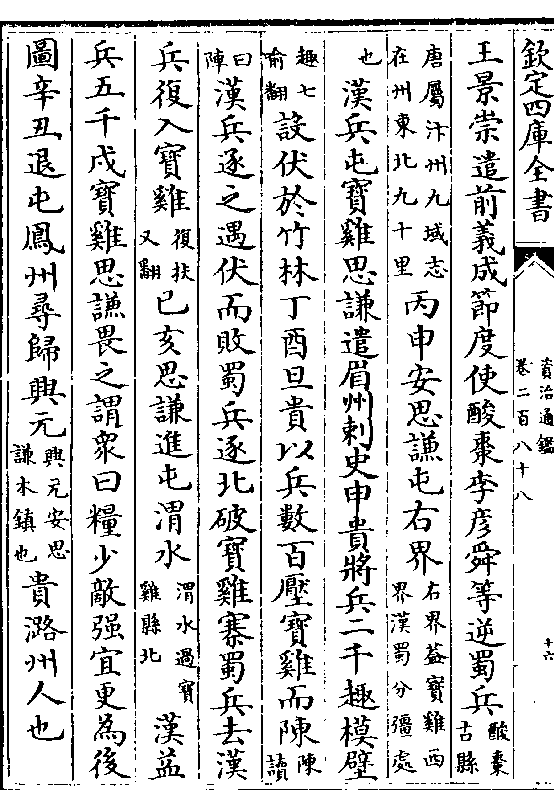 欽定四庫全書
資治通鑑
卷二百八十八
十六
王景崇遣前義成節度使酸棗李彥舜等逆蜀兵酸棗古縣
唐屬汴州九域志在州東北九十里丙申安思謙屯右界右界益寶雞西界漢蜀分彊處
也漢兵屯寶雞思謙遣眉州刺史申貴將兵二千趣模壁
趣七喻翻設伏於竹林丁酉旦貴以兵數百壓寶雞而陳陳讀
曰陣漢兵逐之遇伏而敗蜀兵逐北破寶雞寨蜀兵去漢
兵復入寶雞復扶又翻己亥思謙進屯渭水渭水過寶雞縣北漢益
兵五千戍寶雞思謙畏之謂眾曰糧少敵强宜更為後
圖辛丑退屯鳳州尋歸興元興元安思謙本鎮也貴潞州人也